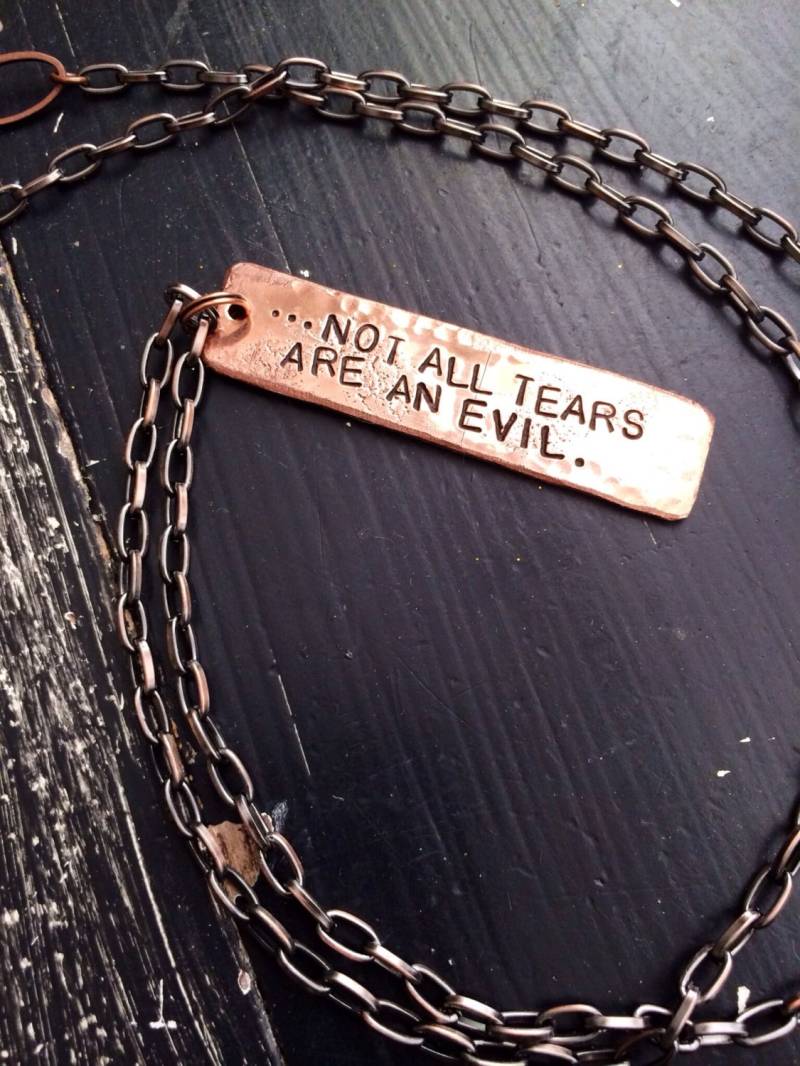 ...NOT ALL TEARS
ARE AN EVIL.